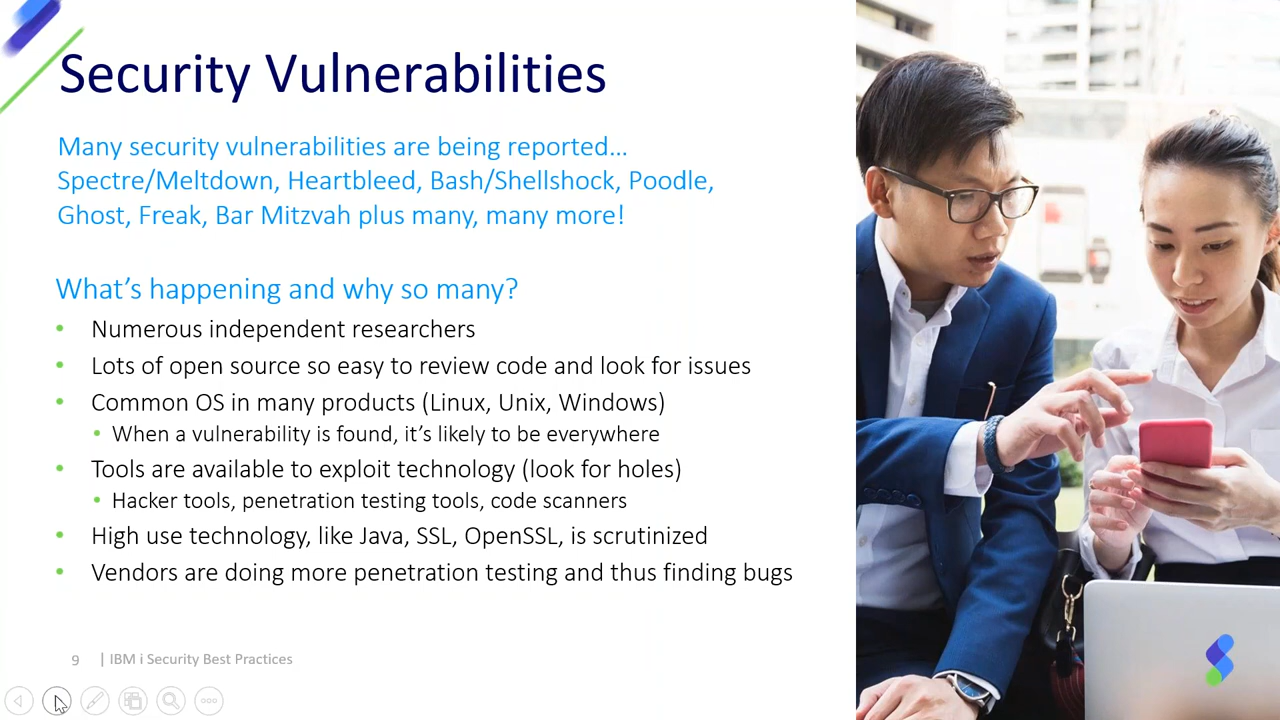 Security Vulnerabilities
Many security vulnerabilities are being reported…
Spectre/Meltdown, Heartbleed, Bash/Shellshock, Poodle,
Ghost, Freak, Bar Mitzvah plus many, many more!
What’s happening and why so many?
• Numerous independent researchers
• Lots of open source so easy to review code and look for issues
• Common OS in many products (Linux, Unix, Windows)
• When a vulnerability is found, it’s likely to be everywhere
• Tools are available to exploit technology (look for holes)
• Hacker tools, penetration testing tools, code scanners
• High use technology, like Java, SSL, OpenSSL, is scrutinized
• Vendors are doing more penetration testing and thus finding bugs
9 | IBM i Security Best Practices